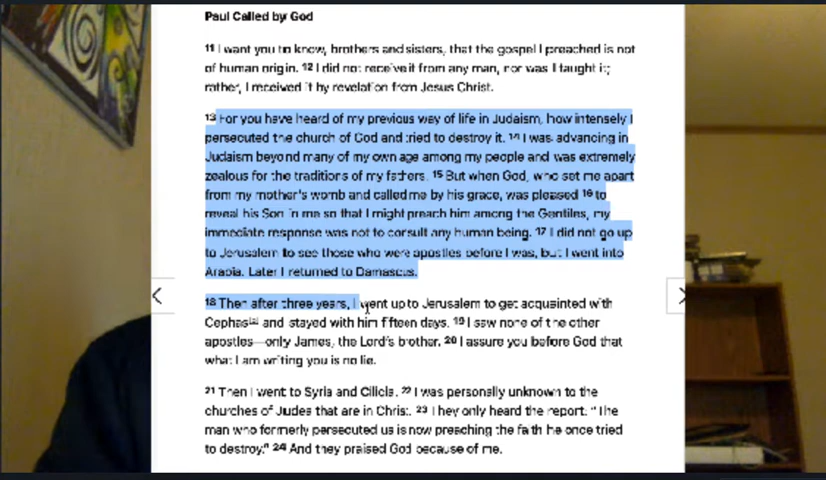 Paul Called by God
11 I want you to know, brothers and sisters, that the gospel I preached is not
of human origin. 12 I did not receive it from any man, nor was I taught it;
rather, I received it by revelation from Jesus Christ.
13 For you have heard of my previous way of life in Judaism, how intensely I
persecuted the church of God and tried to destroy it. 14 I was advancing in
Judaism beyond many of my own age among my people and was extremely
zealous for the traditions of my fathers. 15 But when God, who set me apart
from my mother's womb and called me by his grace, was pleased 16 to
reveal his Son in me so that I might preach him among the Gentiles, my
immediate response was not to consult any human being. 17 I did not go up
to Jerusalem to see those who were apostles before I was, but I went into
Arabia. Later I returned to Damascus.
18 Then after three years, I went up to Jerusalem to get acquainted with
Cephas[a] and stayed with him fifteen days. 19 I saw none of the other
apostles—only James, the Lord's brother. 20 I assure you before God that
what I am writing you is no lie.
21 Then I went to Syria and Cilicia. 22 I was personally unknown to the
churches of Judea that are in Christ. 23 They only heard the report: "The
man who formerly persecuted us is now preaching the faith he once tried
to destroy." 24 And they praised God because of me.